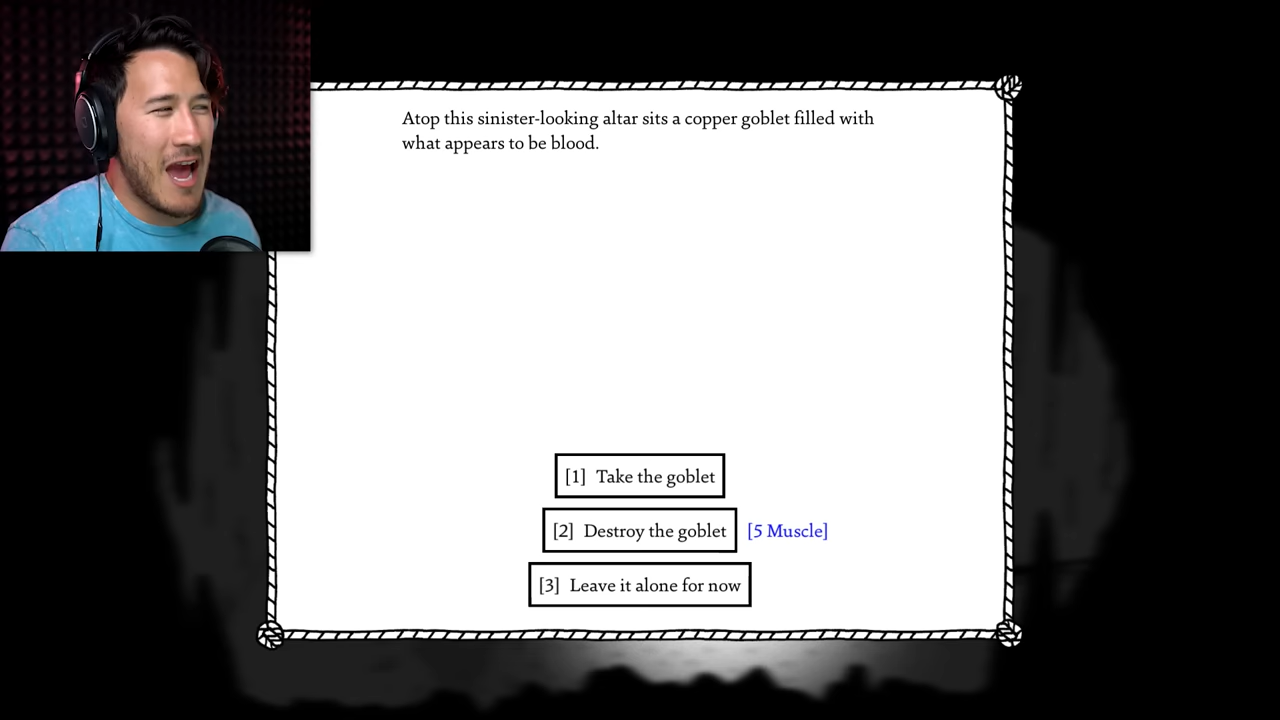 Atop this sinister-looking altar sits a copper goblet filled with
what appears to be blood.
[1] Take the goblet
[2] Destroy the goblet [5 Muscle]
[3] Leave it alone for now